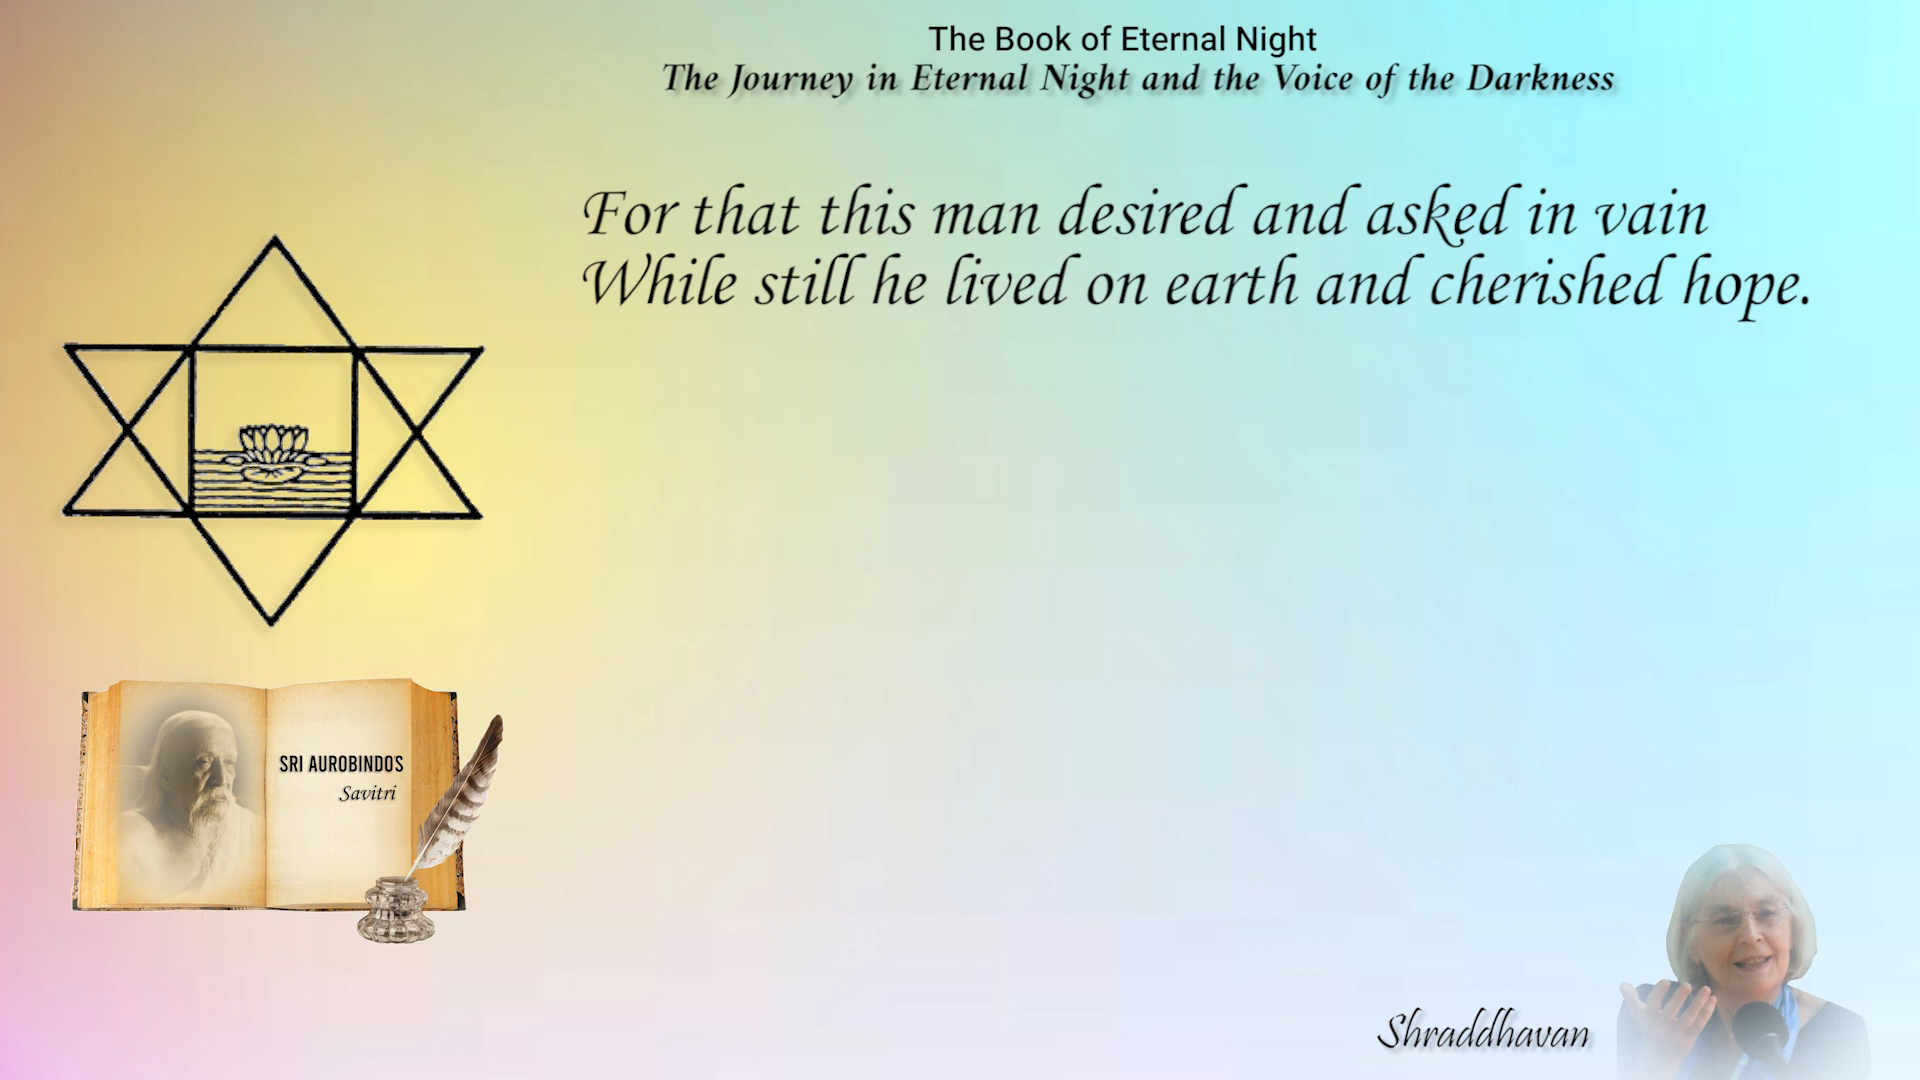 The Book of Eternal Night
The Journey in Eternal Night and the Voice of the Darkness
For that this man desired and asked in vain
While still he lived on earth and cherished hope.
SRI AUROBINDO'S
Savitri
Shraddhavan